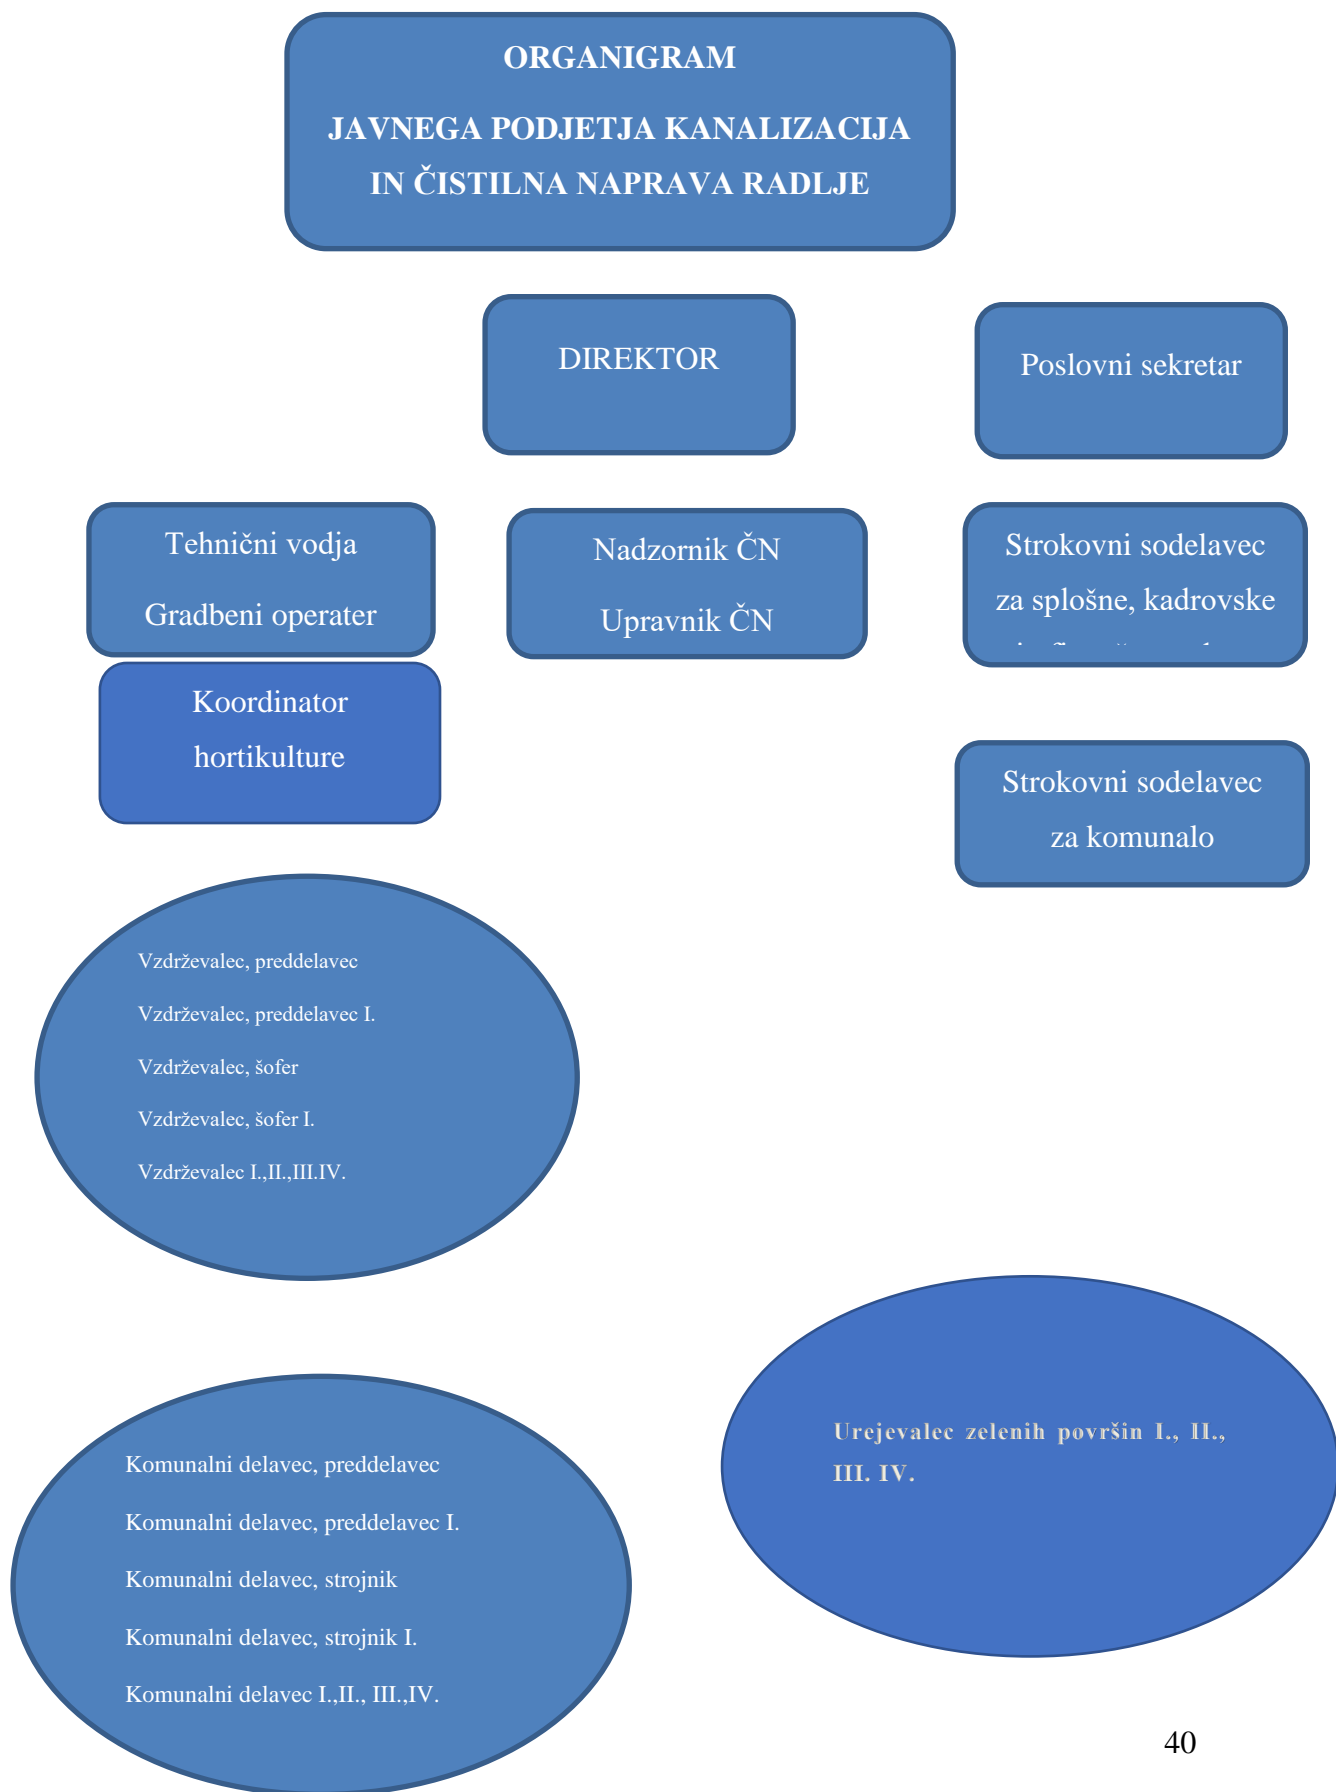 ORGANIGRAM
JAVNEGA PODJETJA KANALIZACIJA
IN ČISTILNA NAPRAVA RADLJE
DIREKTOR
Poslovni sekretar
Tehnični vodja
Gradbeni operater
Nadzornik ČN
Upravnik ČN
Strokovni sodelavec
za splošne, kadrovske
Koordinator
hortikulture
Strokovni sodelavec
za komunalo
Vzdrževalec, preddelavec
Vzdrževalec, preddelavec I.
Vzdrževalec, šofer
Vzdrževalec, šofer I.
Vzdrževalec I.,II.,III.IV.
Urejevalec zelenih površin I., II.,
III. IV.
Komunalni delavec, preddelavec
Komunalni delavec, preddelavec I.
Komunalni delavec, strojnik
Komunalni delavec, strojnik I.
Komunalni delavec I.,II., III.,IV.
40